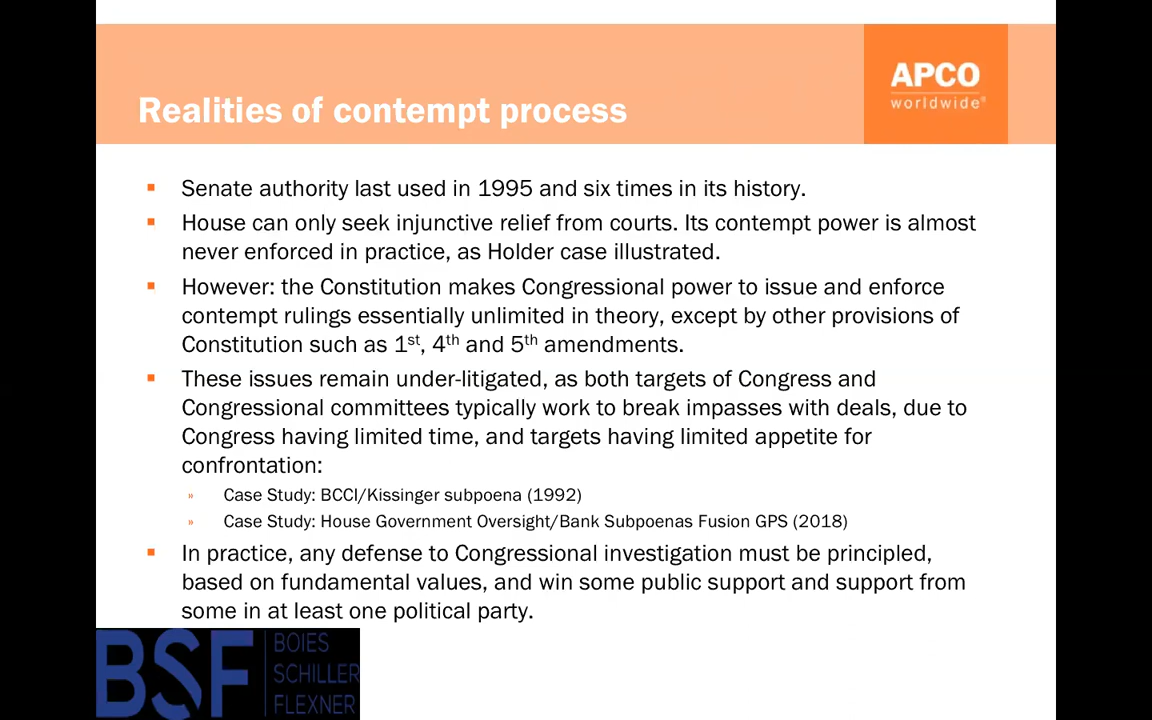 APCO
worldwide®
Realities of contempt process
Senate authority last used in 1995 and six times in its history.
House can only seek injunctive relief from courts. Its contempt power is almost
never enforced in practice, as Holder case illustrated.
However: the Constitution makes Congressional power to issue and enforce
contempt rulings essentially unlimited in theory, except by other provisions of
Constitution such as 1st, 4th and 5th amendments.
These issues remain under-litigated, as both targets of Congress and
Congressional committees typically work to break impasses with deals, due to
Congress having limited time, and targets having limited appetite for
confrontation:
» Case Study: BCCI/Kissinger subpoena (1992)
» Case Study: House Government Oversight/Bank Subpoenas Fusion GPS (2018)
In practice, any defense to Congressional investigation must be principled,
based on fundamental values, and win some public support and support from
some in at least one political party.
BSF
BOIES
SCHILLER
FLEXNER